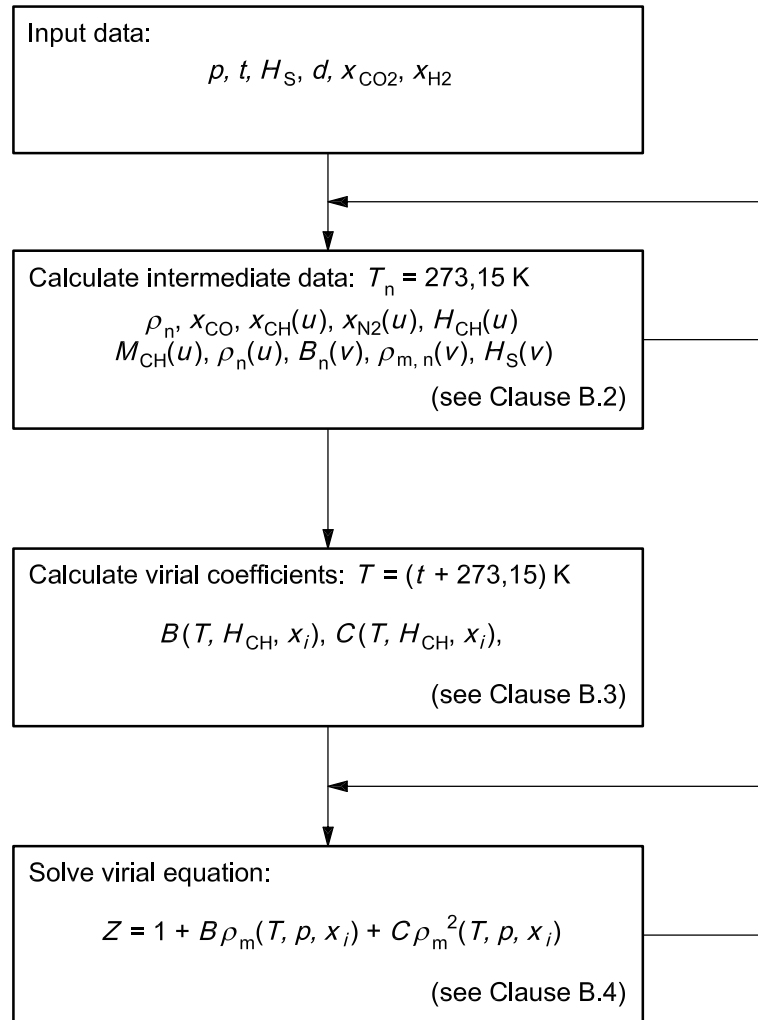 Input data:
p, t, H_S, d, x_CO2, x_H2
Calculate intermediate data: T_n = 273,15 K
ρ_n, x_CO, x_CH(u), x_N2(u), H_CH(u)
M_CH(u), ρ_n(u), B_n(v), ρ_m, n(v), H_S(v)
(see Clause B.2)
Calculate virial coefficients: T = (t + 273,15) K
B(T, H_CH, x_i), C(T, H_CH, x_i),
(see Clause B.3)
Solve virial equation:
Z = 1 + Bρ_m(T, p, x_i) + Cρ_m²(T, p, x_i)
(see Clause B.4)